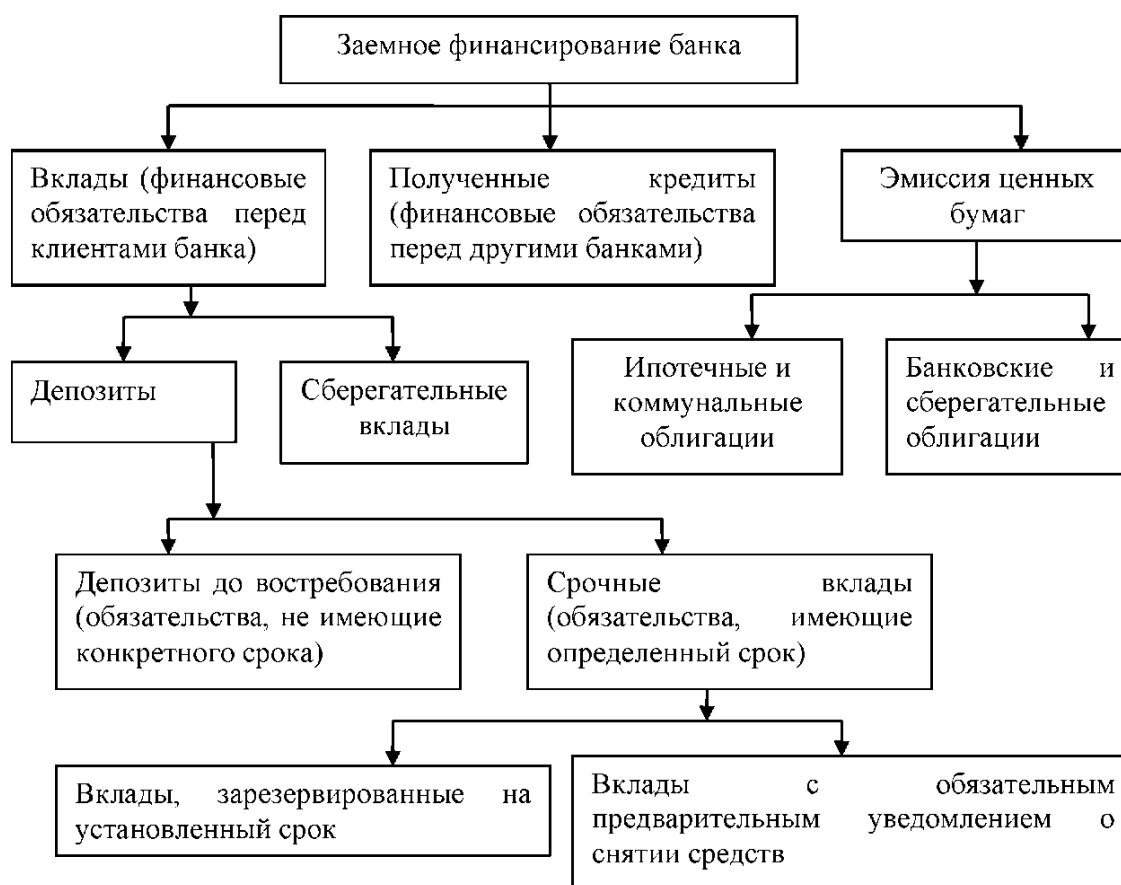 Заемное финансирование банка
Вклады (финансовые
обязательства перед
клиентами банка)
Полученные кредиты
(финансовые обязательства
перед другими банками)
Эмиссия ценных
бумаг
Депозиты
Сберегательные
вклады
Ипотечные и
коммунальные
облигации
Банковские и
сберегательные
облигации
Депозиты до востребования
(обязательства, не имеющие
конкретного срока)
Срочные вклады
(обязательства, имеющие
определенный срок)
Вклады, зарезервированные на
установленный срок
Вклады с обязательным
предварительным уведомлением о
снятии средств